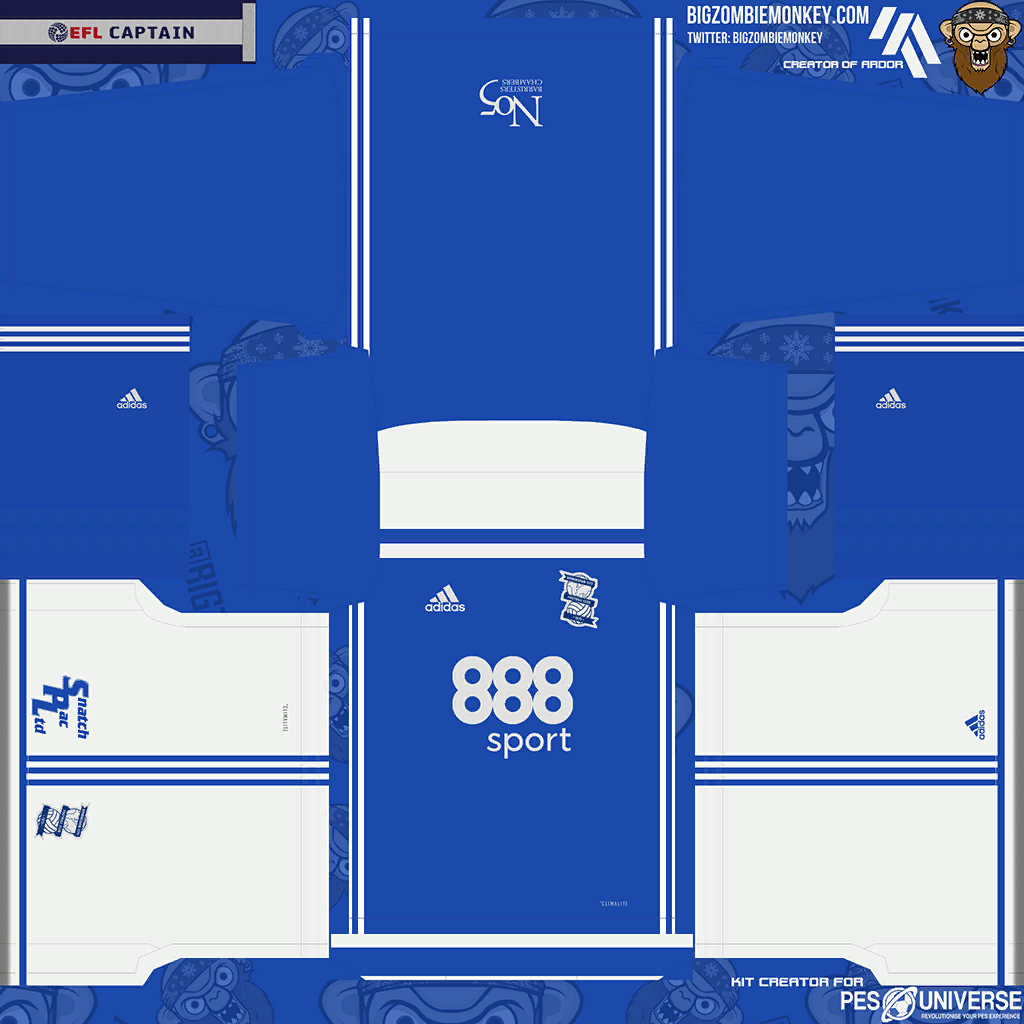 EFL CAPTAIN
BIGZOMBIEMONKEY.COM
TWITTER: BIGZOMBIEMONKEY
CREATOR OF ARDOR
No5
BARRISTERS
CHAMBERS
adidas
adidas
adidas
888
sport
Snatch
Pac
Ltd
CLIMALITE
adidas
CLIMALITE
KIT CREATOR FOR
PES UNIVERSE
REVOLUTIONISE YOUR PES EXPERIENCE